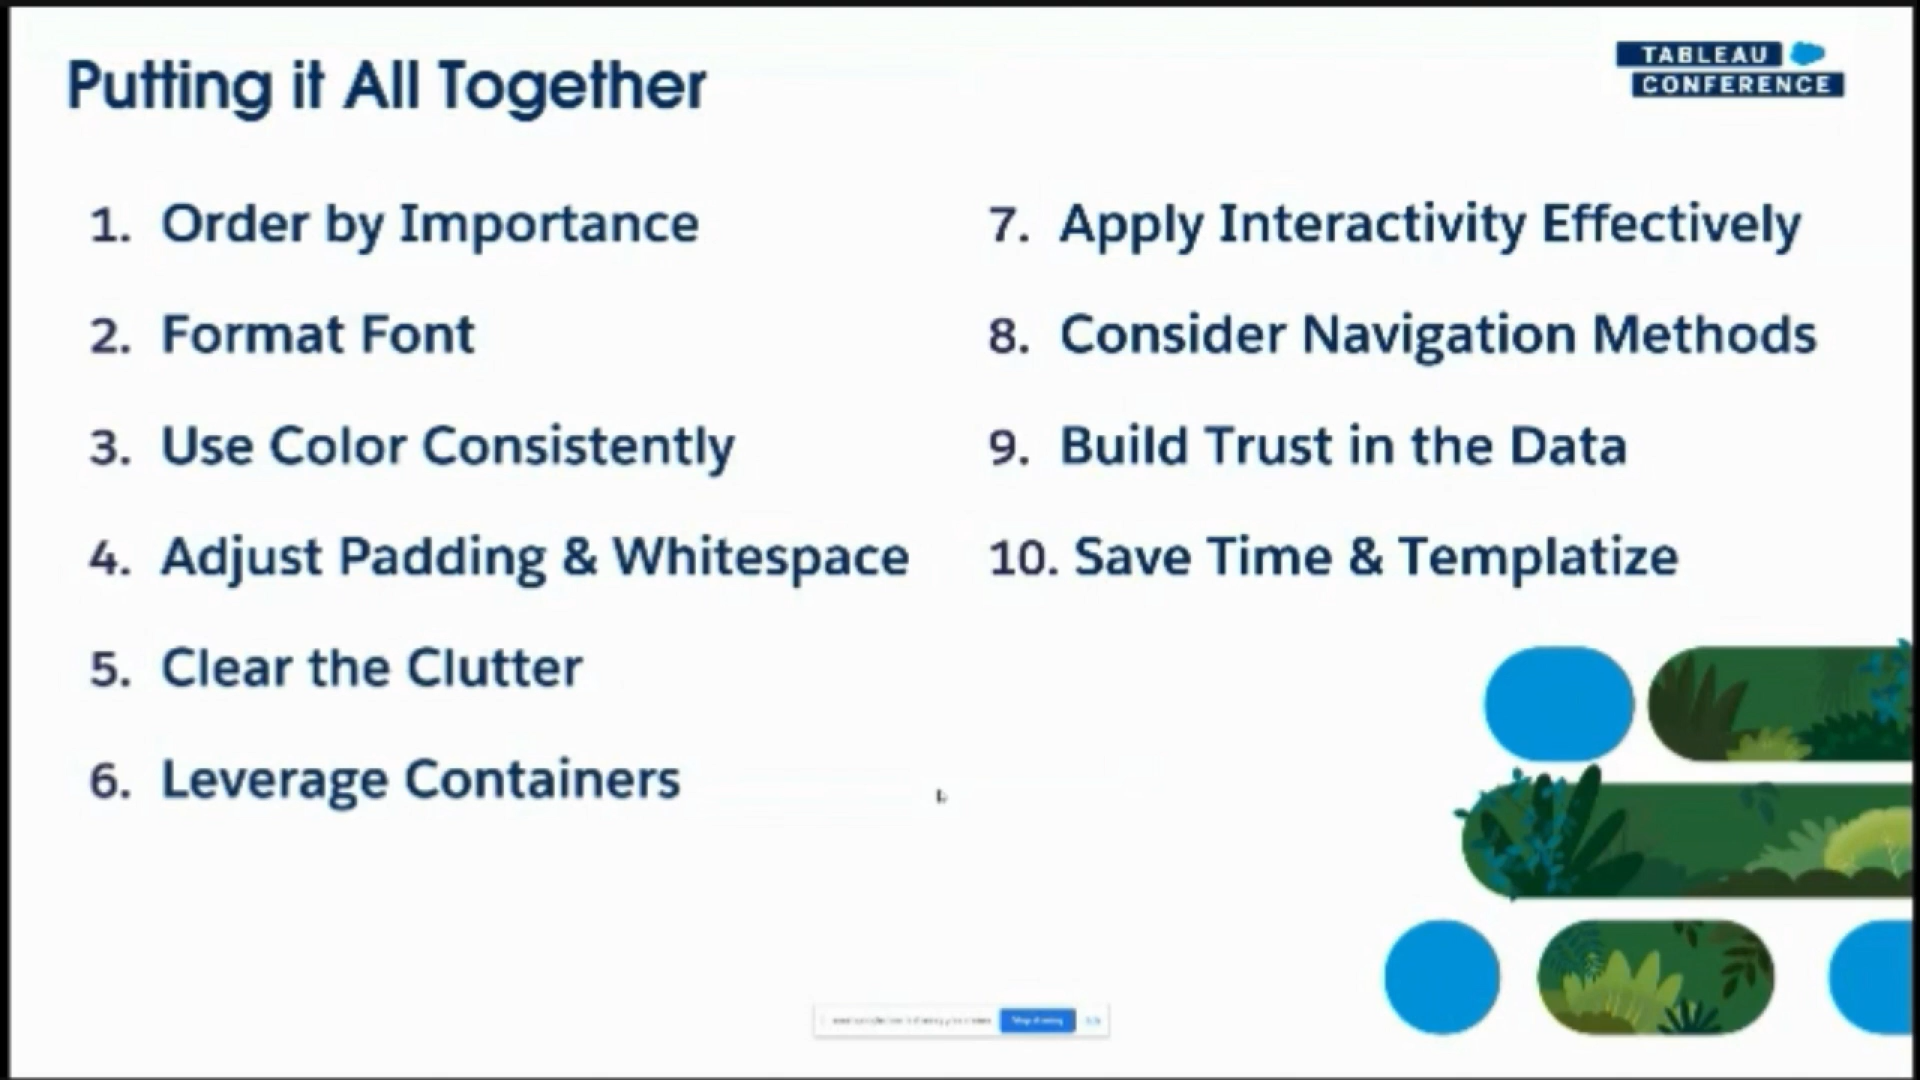 Putting it All Together
TABLEAU
CONFERENCE
1. Order by Importance
2. Format Font
3. Use Color Consistently
4. Adjust Padding & Whitespace
5. Clear the Clutter
6. Leverage Containers
7. Apply Interactivity Effectively
8. Consider Navigation Methods
9. Build Trust in the Data
10. Save Time & Templatize